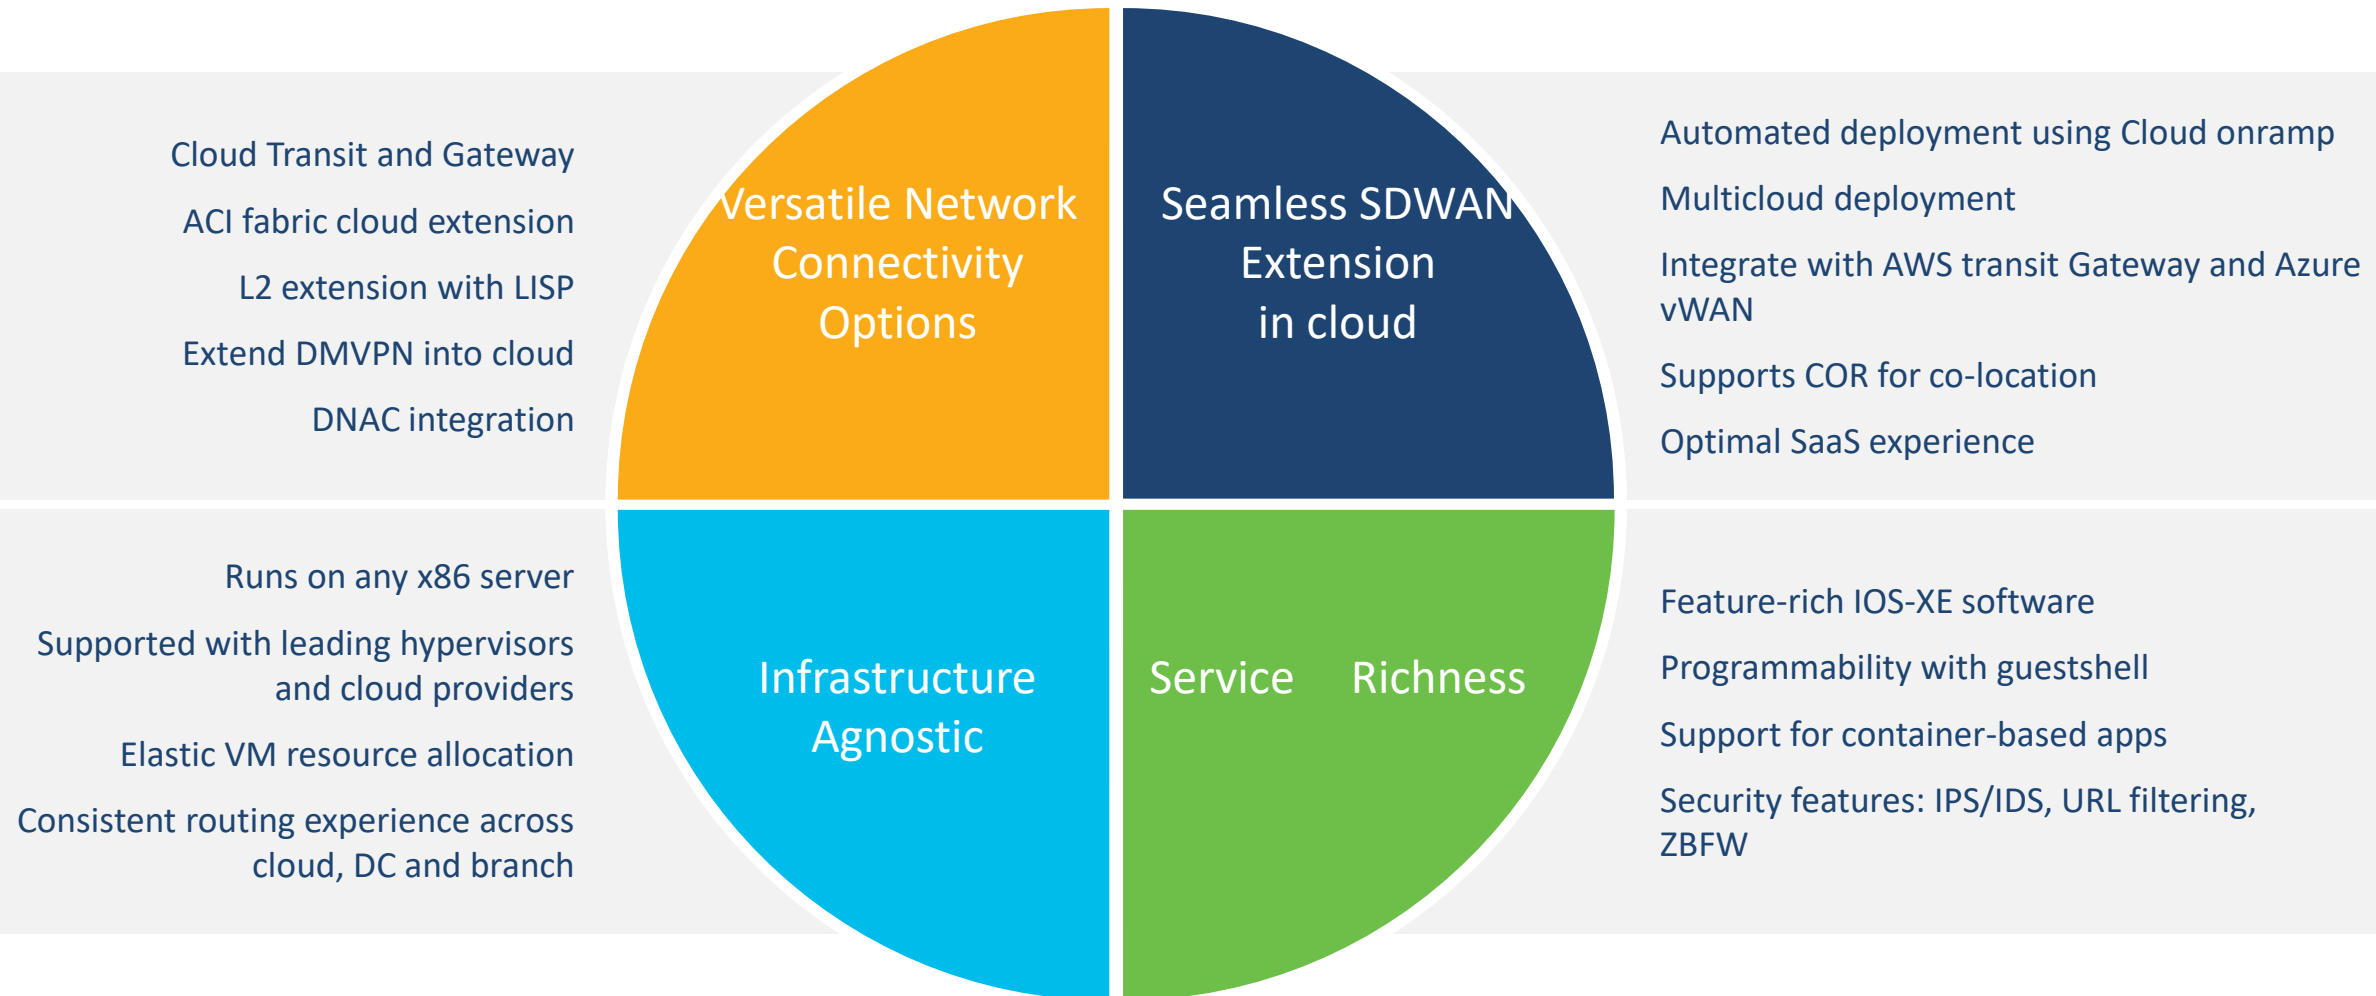 Cloud Transit and Gateway
ACI fabric cloud extension
L2 extension with LISP
Extend DMVPN into cloud
DNAC integration
Versatile Network
Connectivity
Options
Seamless SDWAN
Extension
in cloud
Automated deployment using Cloud onramp
Multicloud deployment
Integrate with AWS transit Gateway and Azure
vWAN
Supports COR for co-location
Optimal SaaS experience
Runs on any x86 server
Supported with leading hypervisors
and cloud providers
Elastic VM resource allocation
Consistent routing experience across
cloud, DC and branch
Infrastructure
Agnostic
Service Richness
Feature-rich IOS-XE software
Programmability with guestshell
Support for container-based apps
Security features: IPS/IDS, URL filtering,
ZBFW